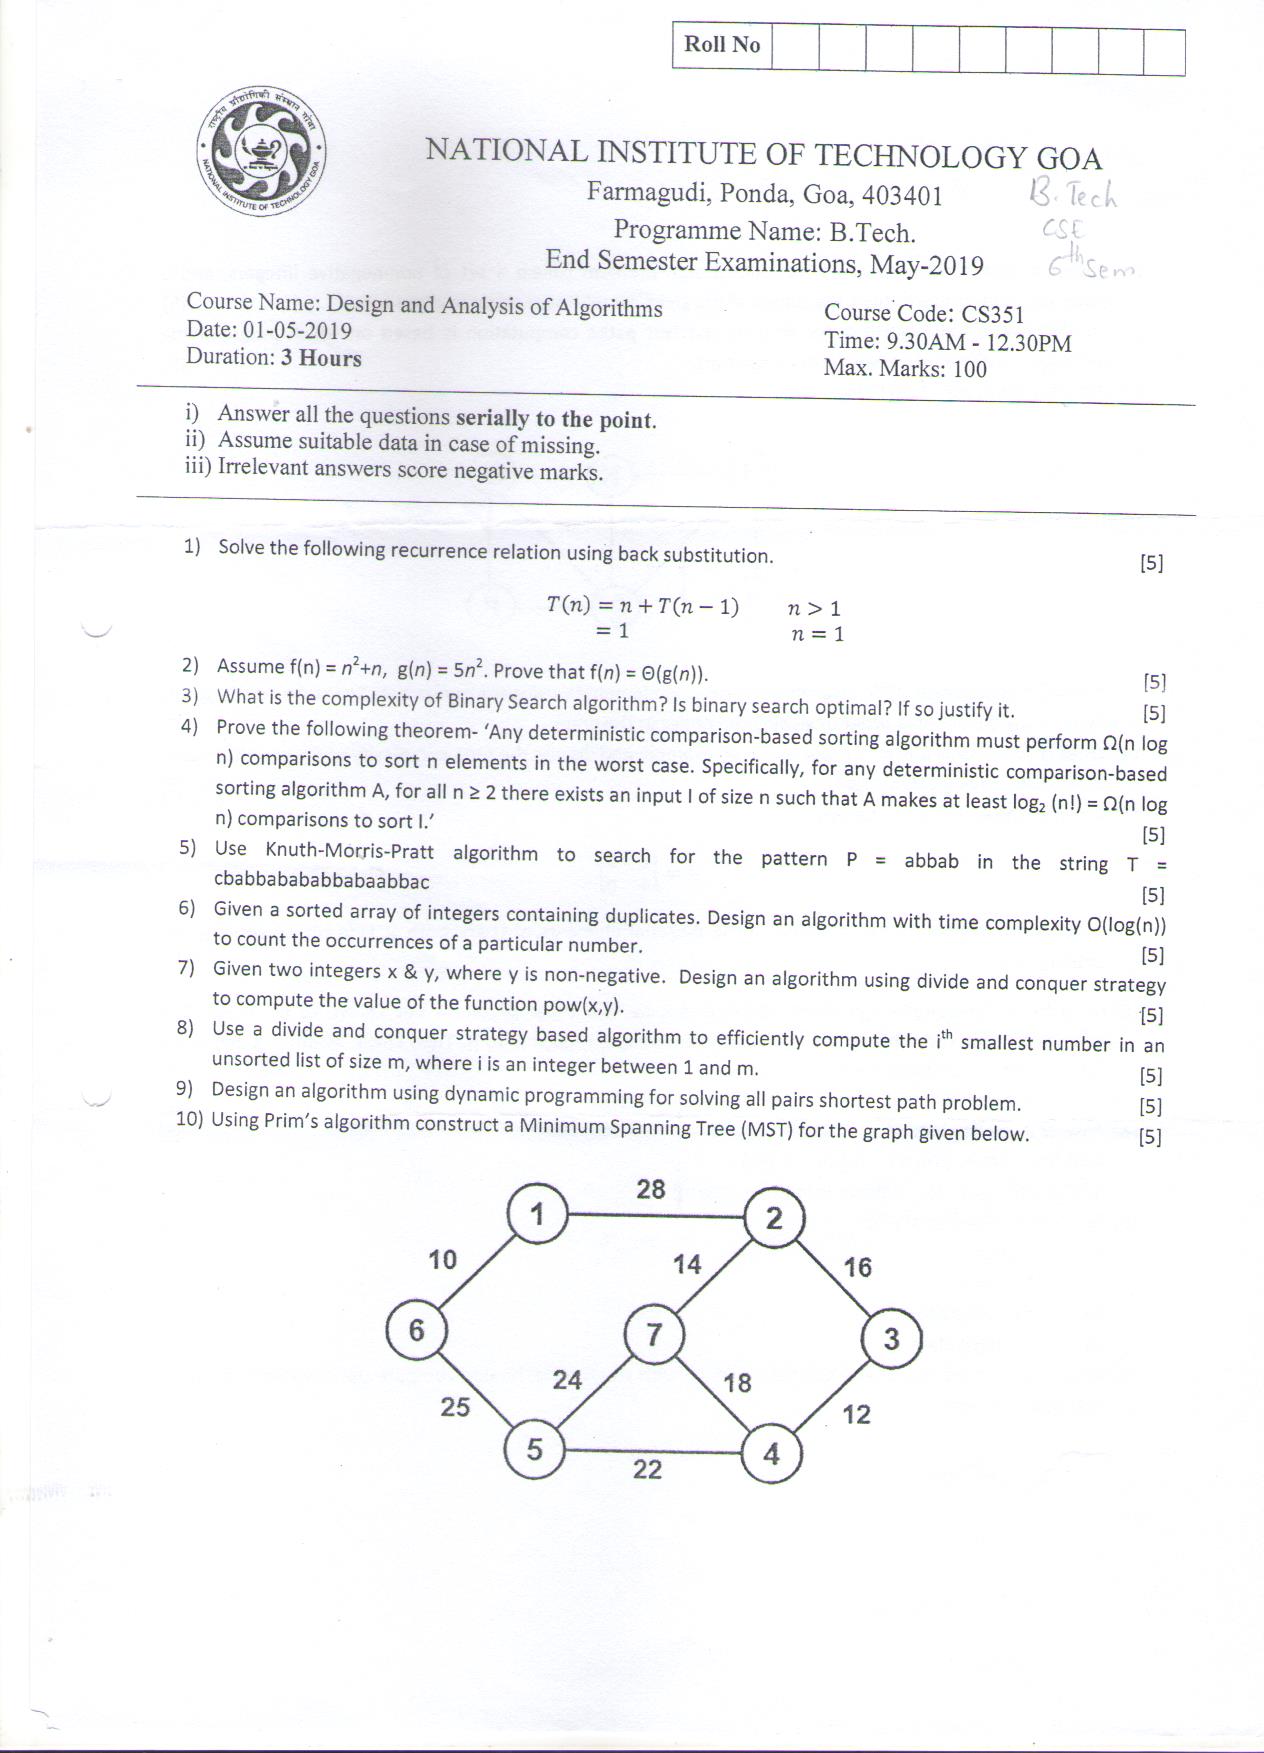 Roll No
राष्ट्रीय प्रौद्योगिकी संस्थान गोवा
NATIONAL INSTITUTE OF TECHNOLOGY GOA
NATIONAL INSTITUTE OF TECHNOLOGY GOA
Farmagudi, Ponda, Goa, 403401
B.Tech
Programme Name: B.Tech.
CSE
End Semester Examinations, May-2019
6th Sem
Course Name: Design and Analysis of Algorithms
Course Code: CS351
Date: 01-05-2019
Time: 9.30AM - 12.30PM
Duration: 3 Hours
Max. Marks: 100
i) Answer all the questions serially to the point.
ii) Assume suitable data in case of missing.
iii) Irrelevant answers score negative marks.
1) Solve the following recurrence relation using back substitution. [5]
T(n) = n + T(n − 1) n > 1
= 1 n = 1
2) Assume f(n) = n²+n, g(n) = 5n². Prove that f(n) = Θ(g(n)). [5]
3) What is the complexity of Binary Search algorithm? Is binary search optimal? If so justify it. [5]
4) Prove the following theorem- ‘Any deterministic comparison-based sorting algorithm must perform Ω(n log
n) comparisons to sort n elements in the worst case. Specifically, for any deterministic comparison-based
sorting algorithm A, for all n ≥ 2 there exists an input I of size n such that A makes at least log₂ (n!) = Ω(n log
n) comparisons to sort I.’ [5]
5) Use Knuth-Morris-Pratt algorithm to search for the pattern P = abbab in the string T =
cbabbababbabaabbac [5]
6) Given a sorted array of integers containing duplicates. Design an algorithm with time complexity O(log(n))
to count the occurrences of a particular number. [5]
7) Given two integers x & y, where y is non-negative. Design an algorithm using divide and conquer strategy
to compute the value of the function pow(x,y). [5]
8) Use a divide and conquer strategy based algorithm to efficiently compute the ith smallest number in an
unsorted list of size m, where i is an integer between 1 and m. [5]
9) Design an algorithm using dynamic programming for solving all pairs shortest path problem. [5]
10) Using Prim’s algorithm construct a Minimum Spanning Tree (MST) for the graph given below. [5]
28
1 2
10 14 16
6 7 3
25 24 18 12
5 4
22